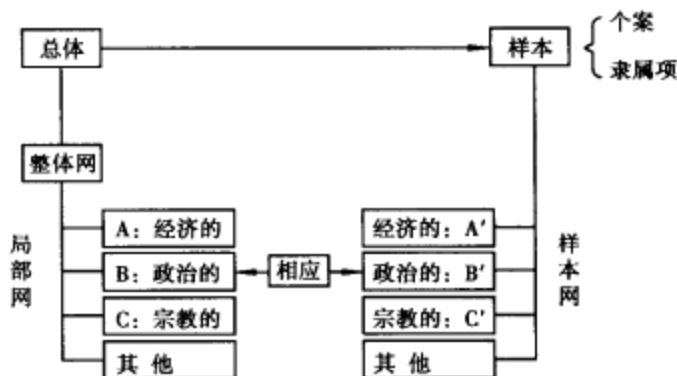 总体
样本
个案
隶属项
整体网
局部网
A：经济的
B：政治的
C：宗教的
其 他
相应
经济的：A′
政治的：B′
宗教的：C′
其 他
样本网